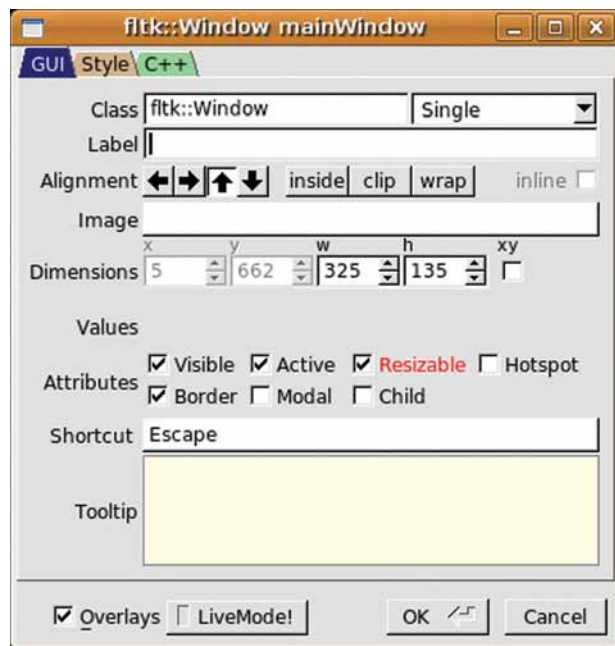 fltk::Window mainWindow
GUI Style C++
Class fltk::Window Single
Label
Alignment inside clip wrap inline
Image
x y w h xy
Dimensions 5 662 325 135
Values
Attributes
Visible Active Resizable Hotspot
Border Modal Child
Shortcut Escape
Tooltip
Overlays LiveMode! OK Cancel